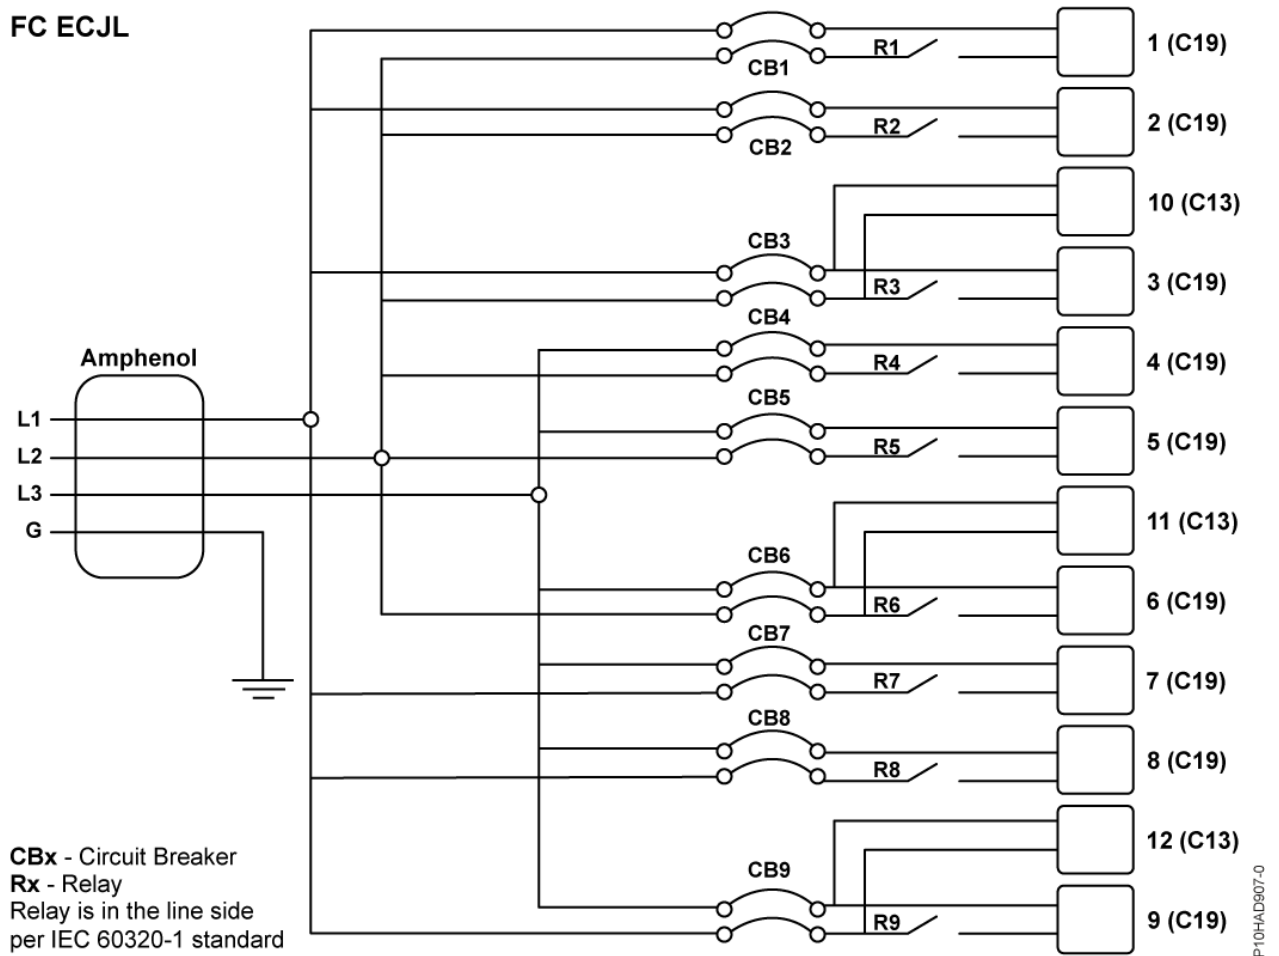 FC ECJL
R1
1 (C19)
CB1
R2
2 (C19)
CB2
10 (C13)
CB3
R3
3 (C19)
CB4
R4
4 (C19)
Amphenol
CB5
L1
R5
5 (C19)
L2
L3
11 (C13)
G
CB6
R6
6 (C19)
CB7
R7
7 (C19)
CB8
R8
8 (C19)
12 (C13)
CB9
R9
9 (C19)
CBx - Circuit Breaker
Rx - Relay
Relay is in the line side
per IEC 60320-1 standard
P10HAD907-0